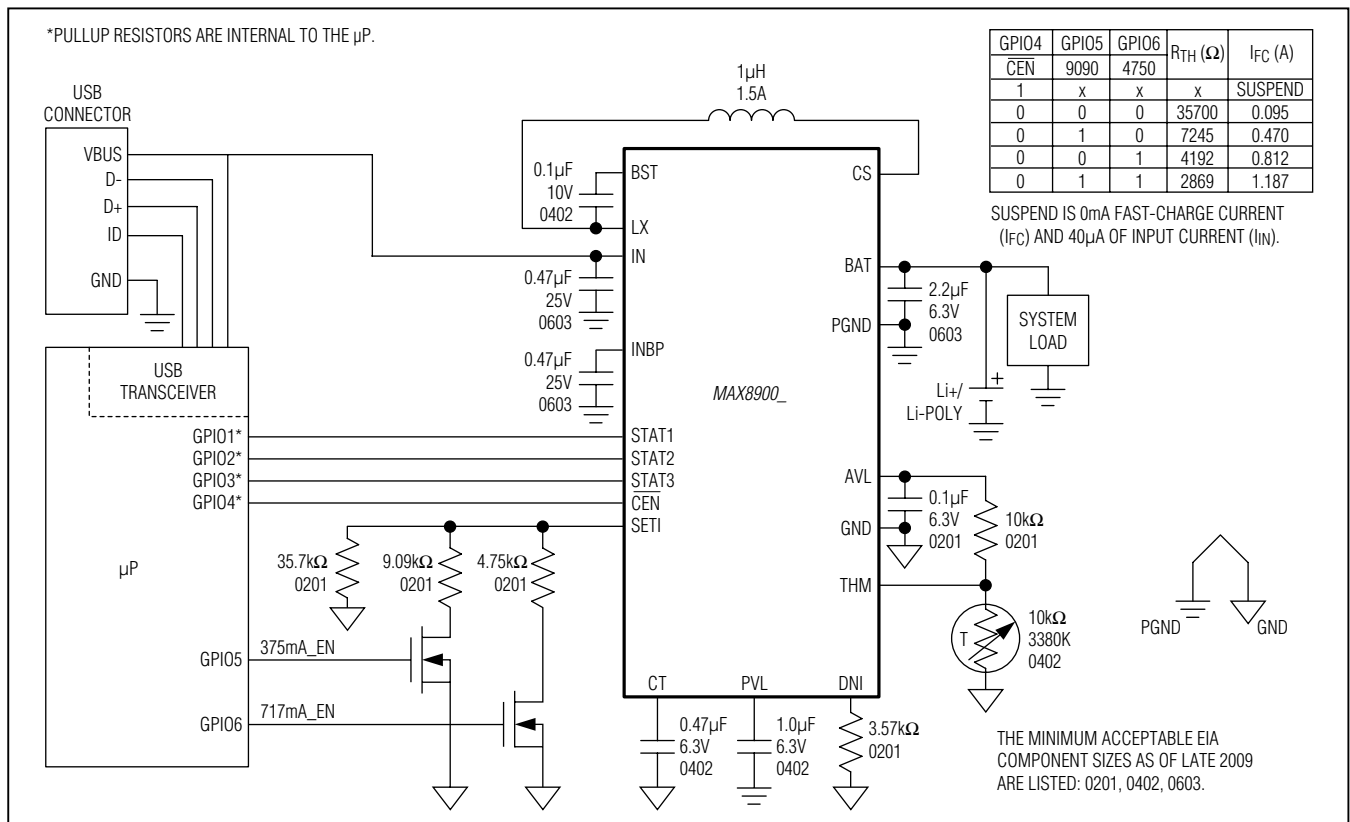 *PULLUP RESISTORS ARE INTERNAL TO THE µP.
GPIO4 GPIO5 GPIO6 RTH (Ω) IFC (A)
CEN 9090 4750
1 x x x SUSPEND
0 0 0 35700 0.095
0 1 0 7245 0.470
0 0 1 4192 0.812
0 1 1 2869 1.187
SUSPEND IS 0mA FAST-CHARGE CURRENT
(IFC) AND 40µA OF INPUT CURRENT (IIN).
USB
CONNECTOR
VBUS
D-
D+
ID
GND
1µH
1.5A
0.1µF
10V
0402
BST
LX
IN
0.47µF
25V
0603
INBP
0.47µF
25V
0603
CS
BAT
2.2µF
6.3V
0603
PGND
SYSTEM
LOAD
+
Li+/
Li-POLY
MAX8900_
USB
TRANSCEIVER
GPIO1*
GPIO2*
GPIO3*
GPIO4*
STAT1
STAT2
STAT3
CEN
SETI
µP
35.7kΩ
0201
9.09kΩ
0201
4.75kΩ
0201
GPIO5
375mA_EN
GPIO6
717mA_EN
AVL
0.1µF
6.3V
0201
GND
10kΩ
0201
THM
T
10kΩ
3380K
0402
PGND
GND
CT
PVL
DNI
0.47µF
6.3V
0402
1.0µF
6.3V
0402
3.57kΩ
0201
THE MINIMUM ACCEPTABLE EIA
COMPONENT SIZES AS OF LATE 2009
ARE LISTED: 0201, 0402, 0603.